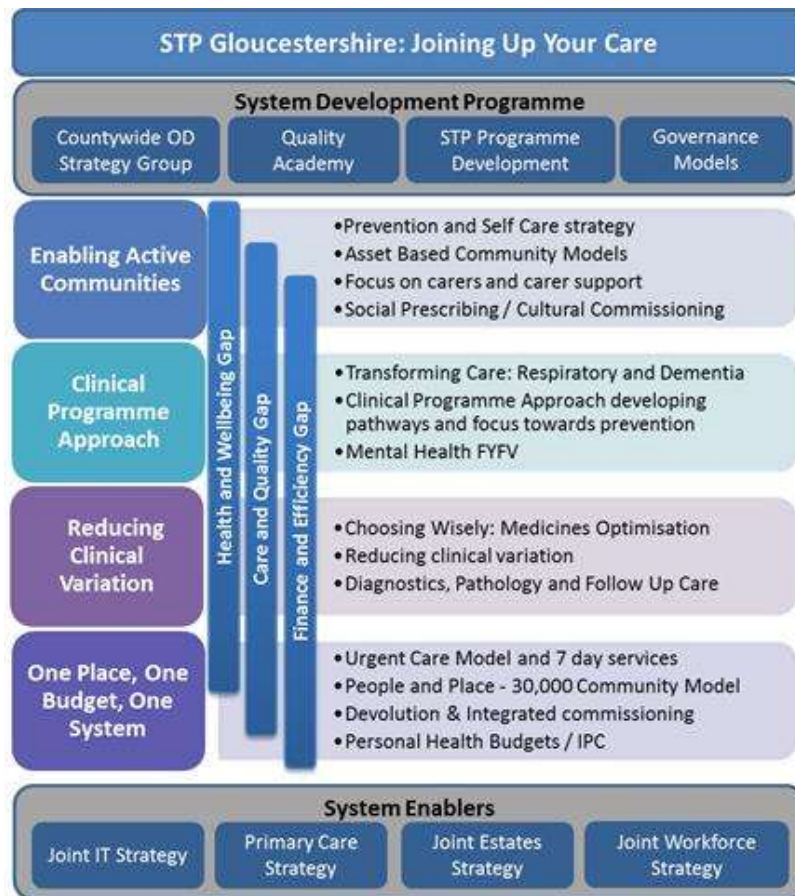 STP Gloucestershire: Joining Up Your Care
System Development Programme
Countywide OD
Strategy Group
Quality
Academy
STP Programme
Development
Governance
Models
Enabling Active
Communities
•Prevention and Self Care strategy
•Asset Based Community Models
•Focus on carers and carer support
•Social Prescribing / Cultural Commissioning
Clinical
Programme
Approach
•Transforming Care: Respiratory and Dementia
•Clinical Programme Approach developing
pathways and focus towards prevention
•Mental Health FYFV
Reducing
Clinical
Variation
•Choosing Wisely: Medicines Optimisation
•Reducing clinical variation
•Diagnostics, Pathology and Follow Up Care
One Place, One
Budget, One
System
•Urgent Care Model and 7 day services
•People and Place - 30,000 Community Model
•Devolution & Integrated commissioning
•Personal Health Budgets / IPC
Health and Wellbeing Gap
Care and Quality Gap
Finance and Efficiency Gap
System Enablers
Joint IT Strategy
Primary Care
Strategy
Joint Estates
Strategy
Joint Workforce
Strategy